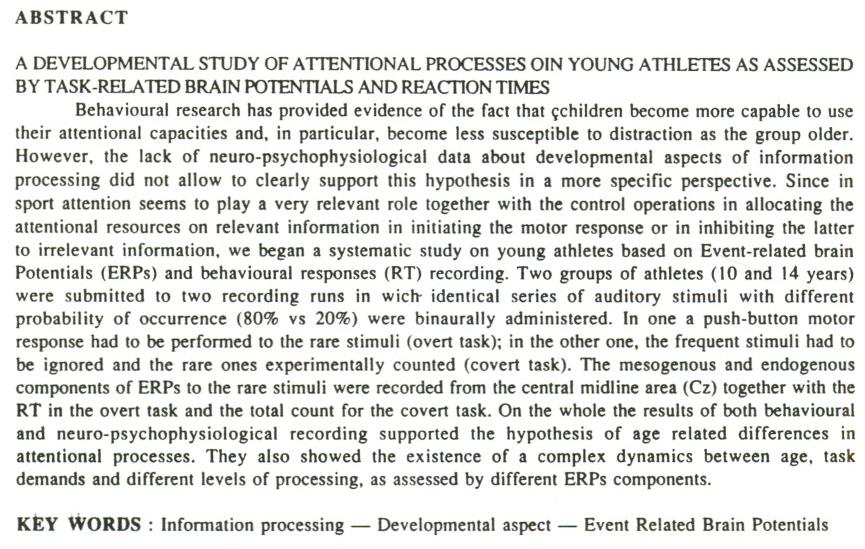 ABSTRACT
A DEVELOPMENTAL STUDY OF ATTENTIONAL PROCESSES OIN YOUNG ATHLETES AS ASSESSED
BY TASK-RELATED BRAIN POTENTIALS AND REACTION TIMES
Behavioural research has provided evidence of the fact that çchildren become more capable to use
their attentional capacities and, in particular, become less susceptible to distraction as the group older.
However, the lack of neuro-psychophysiological data about developmental aspects of information
processing did not allow to clearly support this hypothesis in a more specific perspective. Since in
sport attention seems to play a very relevant role together with the control operations in allocating the
attentional resources on relevant information in initiating the motor response or in inhibiting the latter
to irrelevant information, we began a systematic study on young athletes based on Event-related brain
Potentials (ERPs) and behavioural responses (RT) recording. Two groups of athletes (10 and 14 years)
were submitted to two recording runs in wich identical series of auditory stimuli with different
probability of occurrence (80% vs 20%) were binaurally administered. In one a push-button motor
response had to be performed to the rare stimuli (overt task); in the other one, the frequent stimuli had to
be ignored and the rare ones experimentally counted (covert task). The mesogenous and endogenous
components of ERPs to the rare stimuli were recorded from the central midline area (Cz) together with the
RT in the overt task and the total count for the covert task. On the whole the results of both behavioural
and neuro-psychophysiological recording supported the hypothesis of age related differences in
attentional processes. They also showed the existence of a complex dynamics between age, task
demands and different levels of processing, as assessed by different ERPs components.
KEY WORDS : Information processing — Developmental aspect — Event Related Brain Potentials